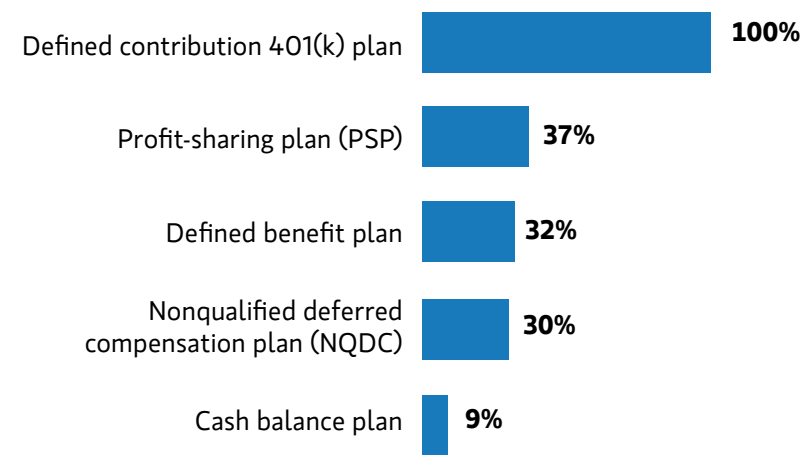 Defined contribution 401(k) plan 100%
Profit-sharing plan (PSP) 37%
Defined benefit plan 32%
Nonqualified deferred
compensation plan (NQDC) 30%
Cash balance plan 9%